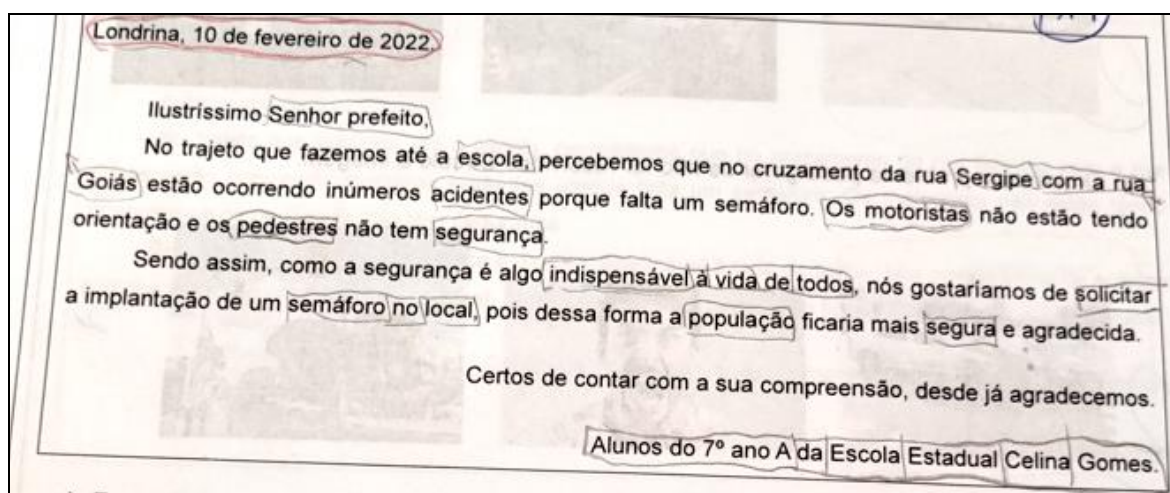 Londrina, 10 de fevereiro de 2022.
Ilustríssimo Senhor prefeito,
No trajeto que fazemos até a escola, percebemos que no cruzamento da rua Sergipe com a rua
Goiás estão ocorrendo inúmeros acidentes porque falta um semáforo. Os motoristas não estão tendo
orientação e os pedestres não tem segurança.
Sendo assim, como a segurança é algo indispensável à vida de todos, nós gostaríamos de solicitar
a implantação de um semáforo no local, pois dessa forma a população ficaria mais segura e agradecida.
Certos de contar com a sua compreensão, desde já agradecemos.
Alunos do 7º ano A da Escola Estadual Celina Gomes.